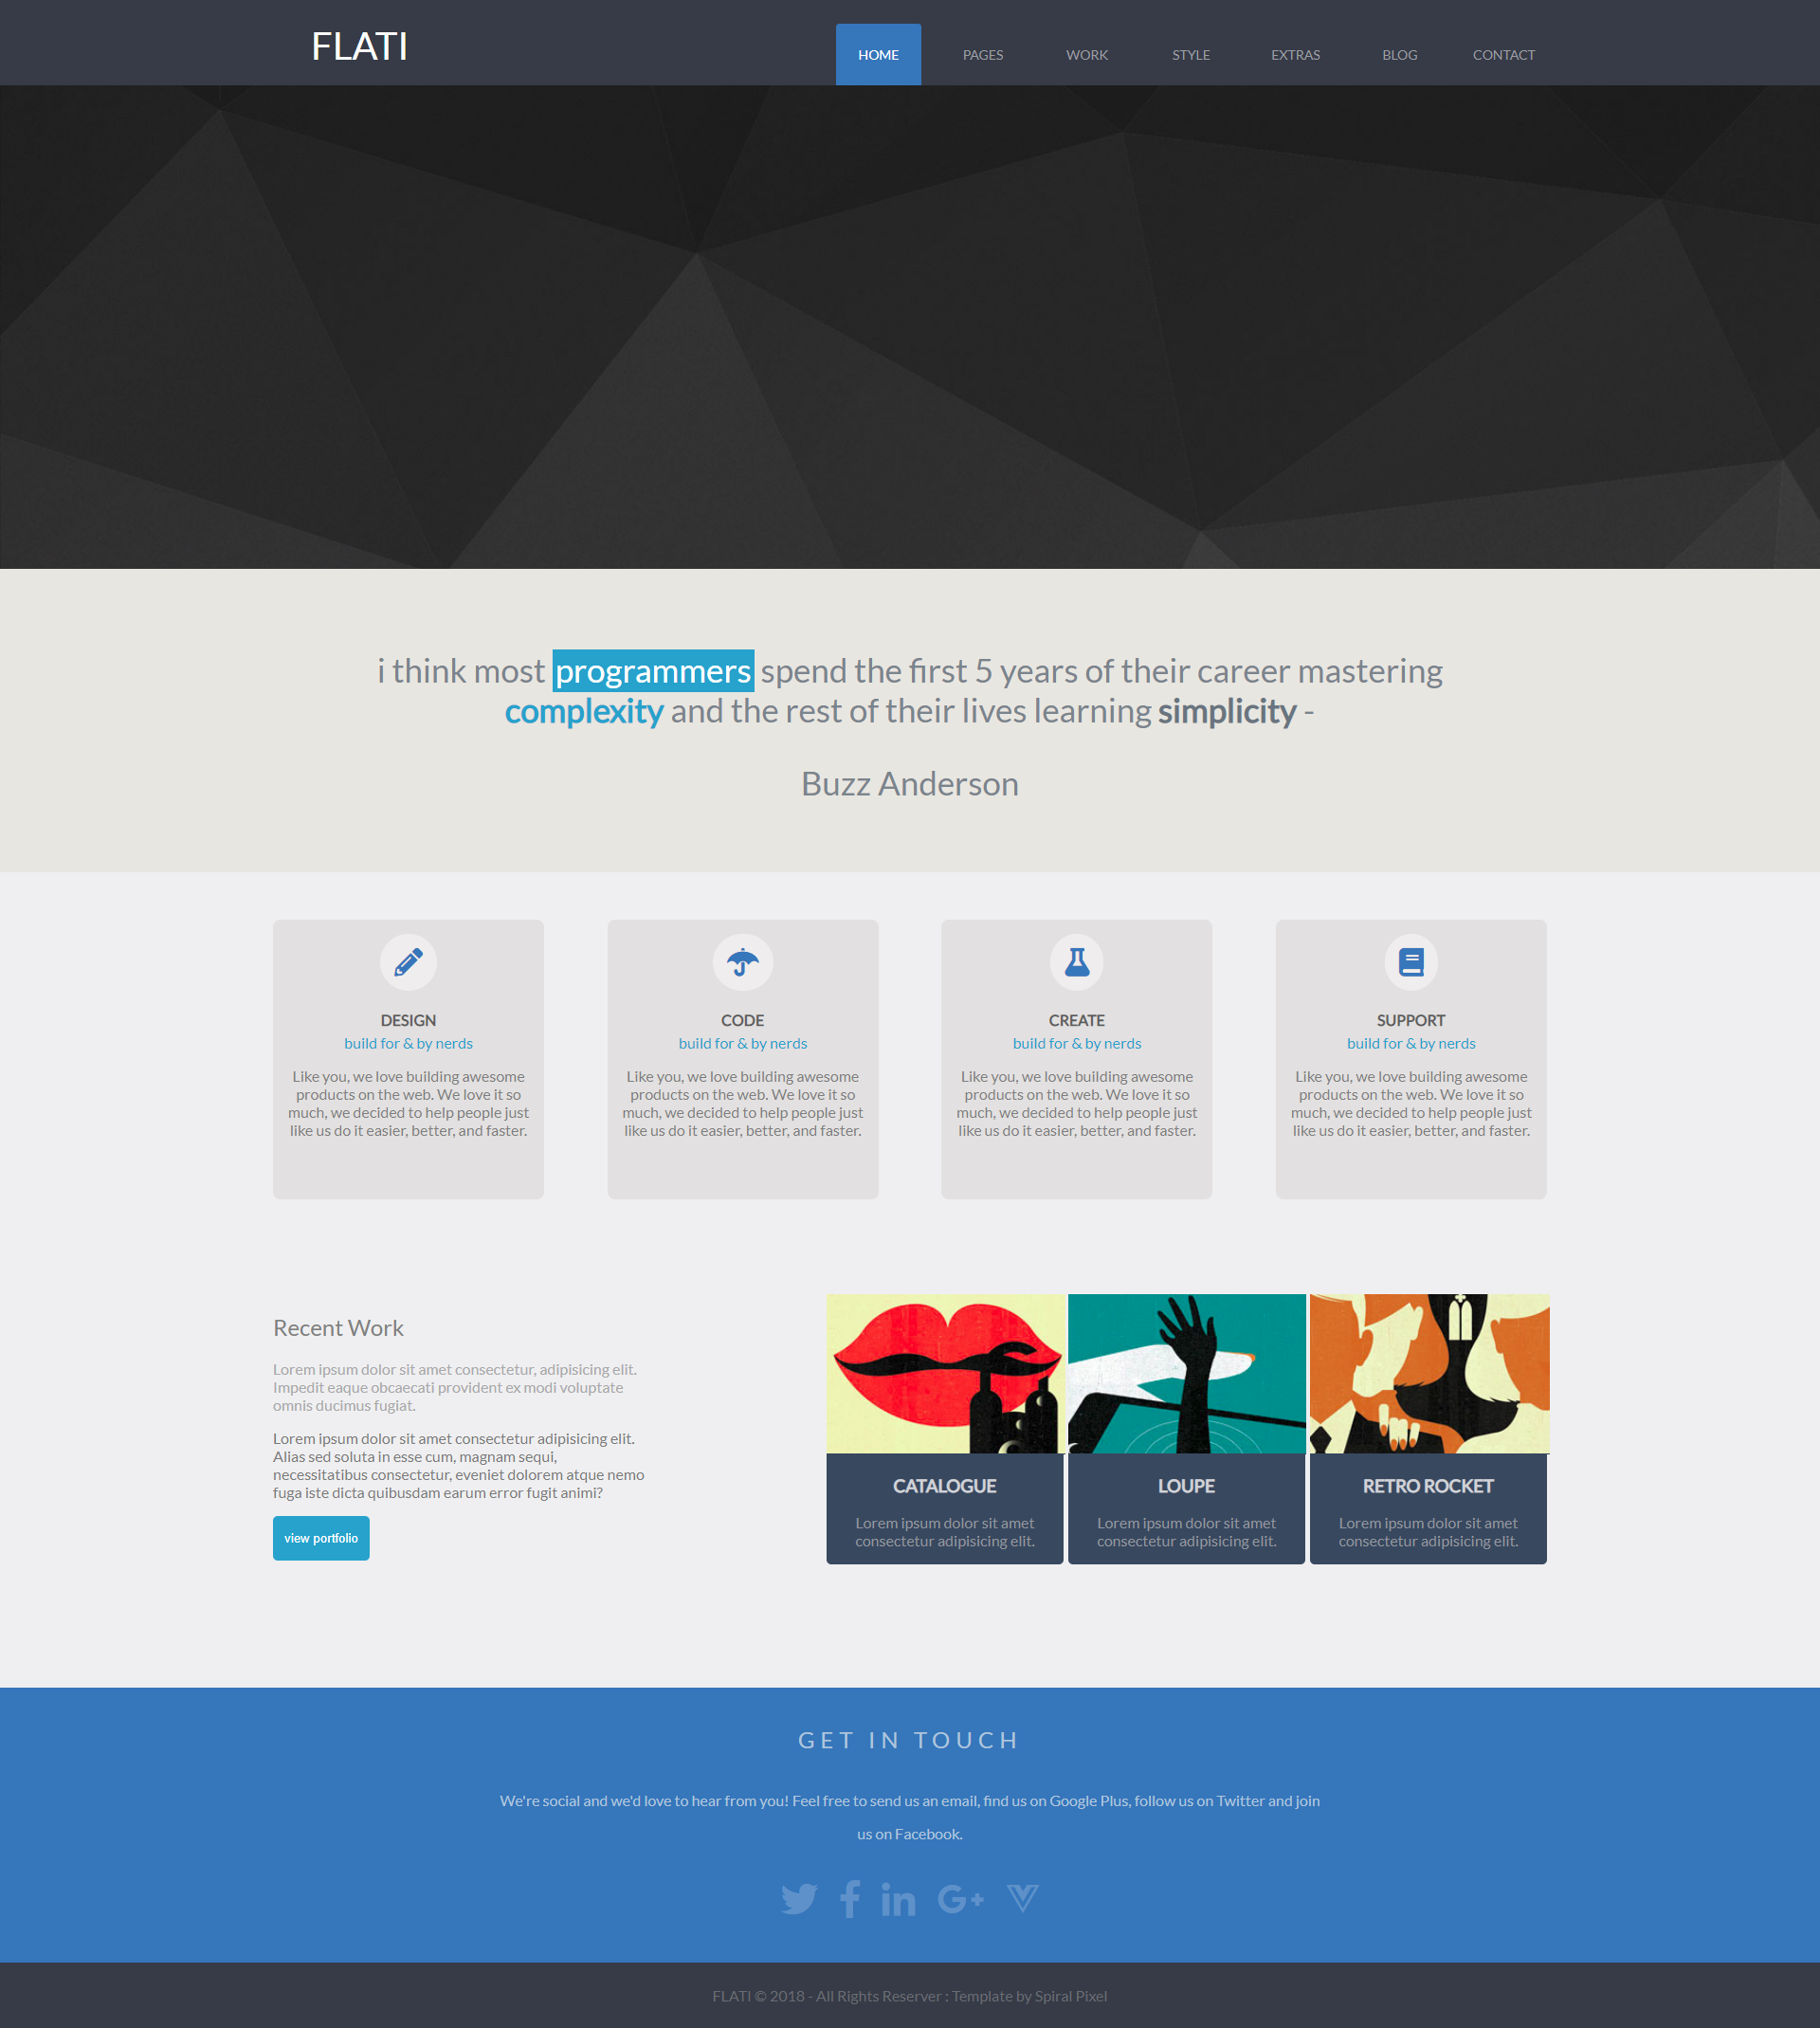 FLATI
HOME PAGES WORK STYLE EXTRAS BLOG CONTACT
i think most programmers spend the first 5 years of their career mastering
complexity and the rest of their lives learning simplicity -
Buzz Anderson
DESIGN
build for & by nerds
Like you, we love building awesome
products on the web. We love it so
much, we decided to help people just
like us do it easier, better, and faster.
CODE
build for & by nerds
Like you, we love building awesome
products on the web. We love it so
much, we decided to help people just
like us do it easier, better, and faster.
CREATE
build for & by nerds
Like you, we love building awesome
products on the web. We love it so
much, we decided to help people just
like us do it easier, better, and faster.
SUPPORT
build for & by nerds
Like you, we love building awesome
products on the web. We love it so
much, we decided to help people just
like us do it easier, better, and faster.
Recent Work
Lorem ipsum dolor sit amet consectetur, adipisicing elit.
Impedit eaque obcaecati provident ex modi voluptate
omnis ducimus fugiat.
Lorem ipsum dolor sit amet consectetur adipisicing elit.
Alias sed soluta in esse cum, magnam sequi,
necessitatibus consectetur, eveniet dolorem atque nemo
fuga iste dicta quibusdam earum error fugit animi?
view portfolio
CATALOGUE
Lorem ipsum dolor sit amet
consectetur adipisicing elit.
LOUPE
Lorem ipsum dolor sit amet
consectetur adipisicing elit.
RETRO ROCKET
Lorem ipsum dolor sit amet
consectetur adipisicing elit.
GET IN TOUCH
We're social and we'd love to hear from you! Feel free to send us an email, find us on Google Plus, follow us on Twitter and join
us on Facebook.
FLATI © 2018 - All Rights Reserver : Template by Spiral Pixel